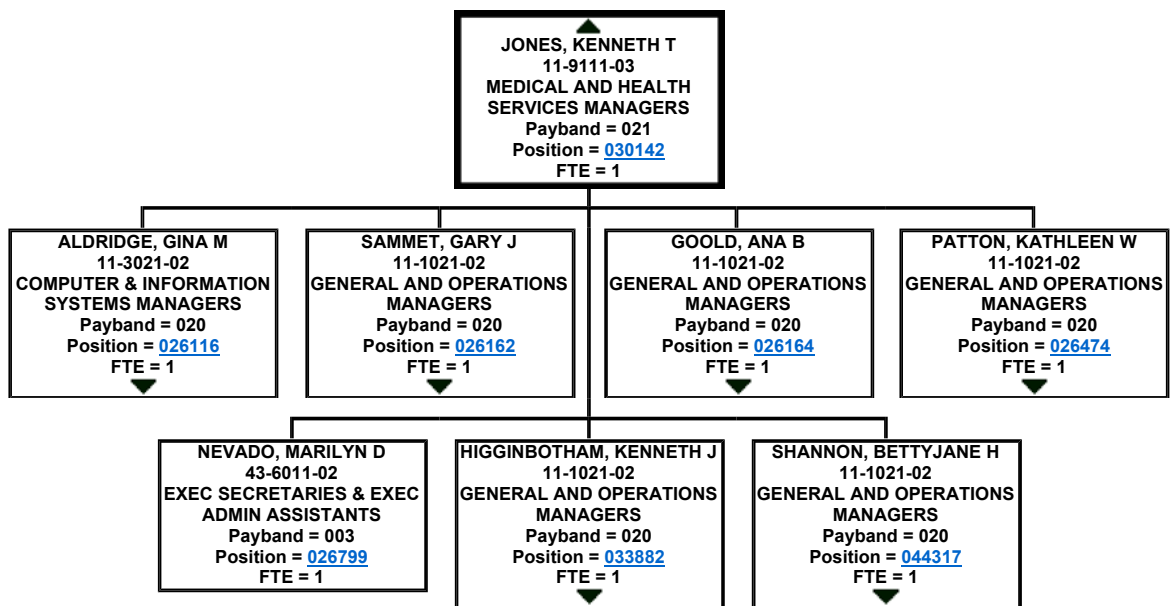 JONES, KENNETH T
11-9111-03
MEDICAL AND HEALTH
SERVICES MANAGERS
Payband = 021
Position = 030142
FTE = 1
ALDRIDGE, GINA M
11-3021-02
COMPUTER & INFORMATION
SYSTEMS MANAGERS
Payband = 020
Position = 026116
FTE = 1
SAMMET, GARY J
11-1021-02
GENERAL AND OPERATIONS
MANAGERS
Payband = 020
Position = 026162
FTE = 1
GOOLD, ANA B
11-1021-02
GENERAL AND OPERATIONS
MANAGERS
Payband = 020
Position = 026164
FTE = 1
PATTON, KATHLEEN W
11-1021-02
GENERAL AND OPERATIONS
MANAGERS
Payband = 020
Position = 026474
FTE = 1
NEVADO, MARILYN D
43-6011-02
EXEC SECRETARIES & EXEC
ADMIN ASSISTANTS
Payband = 003
Position = 026799
FTE = 1
HIGGINBOTHAM, KENNETH J
11-1021-02
GENERAL AND OPERATIONS
MANAGERS
Payband = 020
Position = 033882
FTE = 1
SHANNON, BETTYJANE H
11-1021-02
GENERAL AND OPERATIONS
MANAGERS
Payband = 020
Position = 044317
FTE = 1